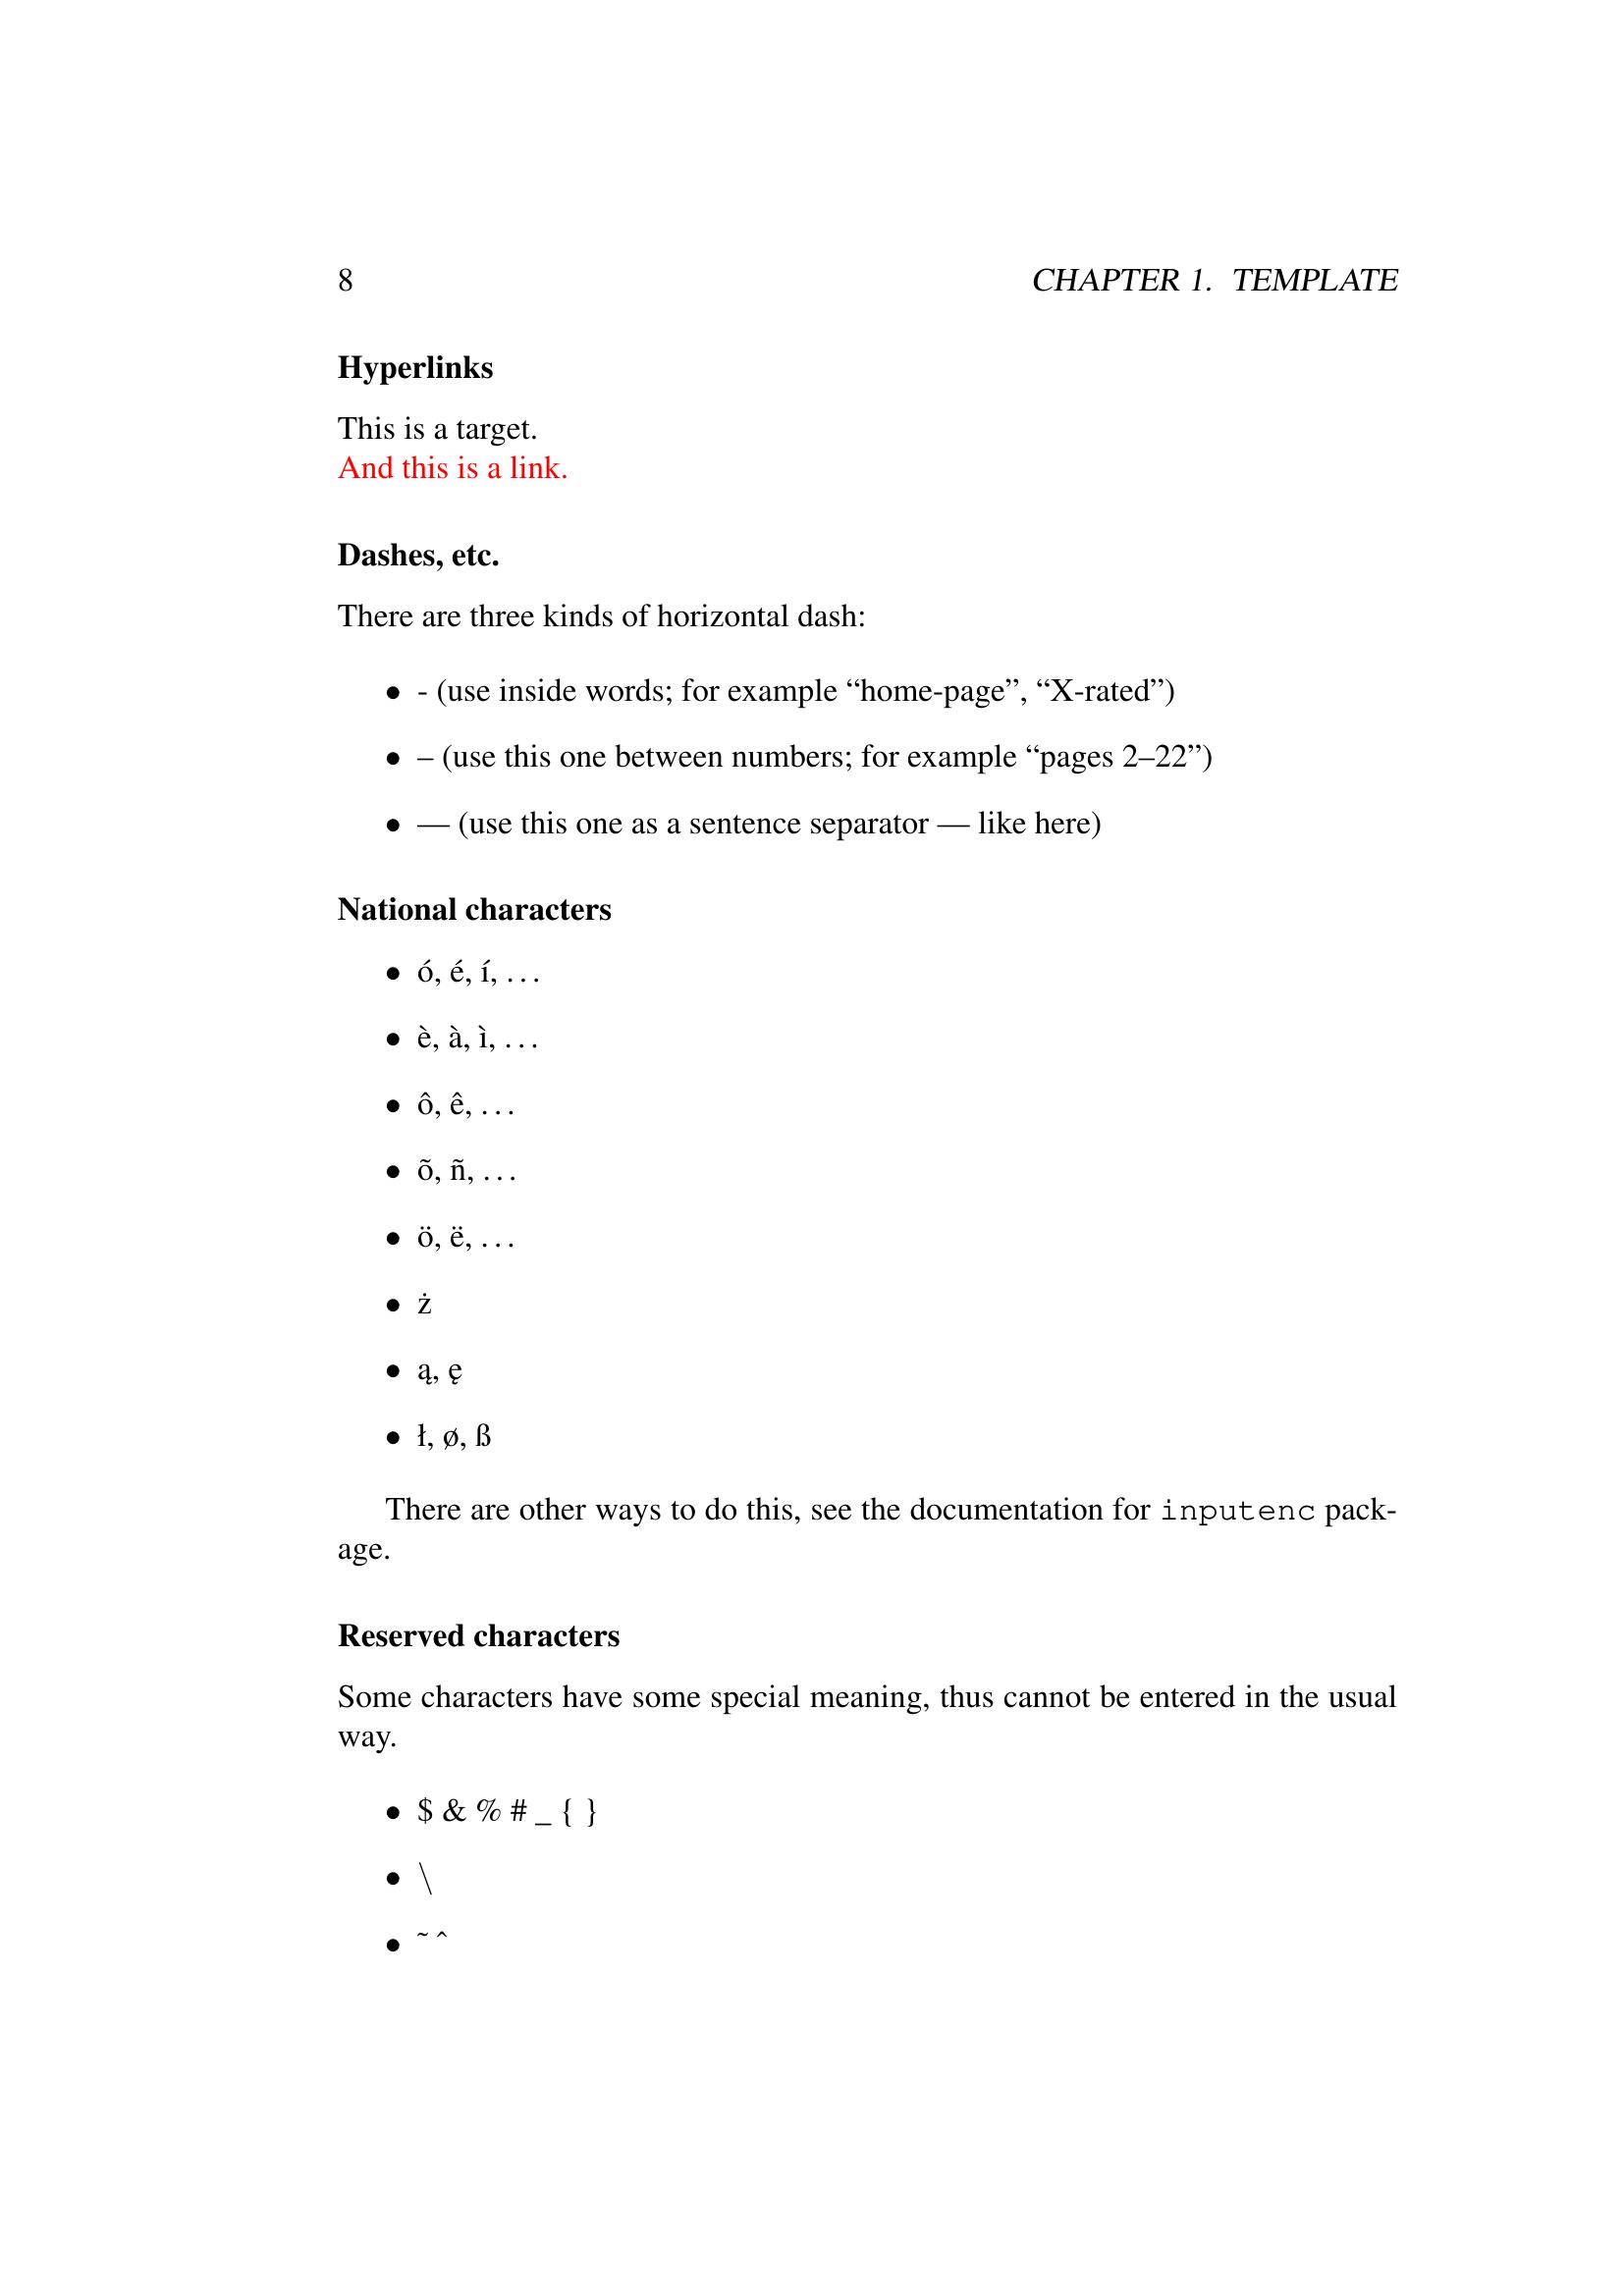 8 CHAPTER 1. TEMPLATE
Hyperlinks
This is a target.
And this is a link.
Dashes, etc.
There are three kinds of horizontal dash:
• - (use inside words; for example “home-page”, “X-rated”)
• – (use this one between numbers; for example “pages 2–22”)
• — (use this one as a sentence separator — like here)
National characters
• ó, é, í, …
• è, à, ì, …
• ô, ê, …
• õ, ñ, …
• ö, ë, …
• ż
• ą, ę
• ł, ø, ß
There are other ways to do this, see the documentation for inputenc pack-
age.
Reserved characters
Some characters have some special meaning, thus cannot be entered in the usual
way.
• $ & % # _ { }
• \
• ˜ ˆ